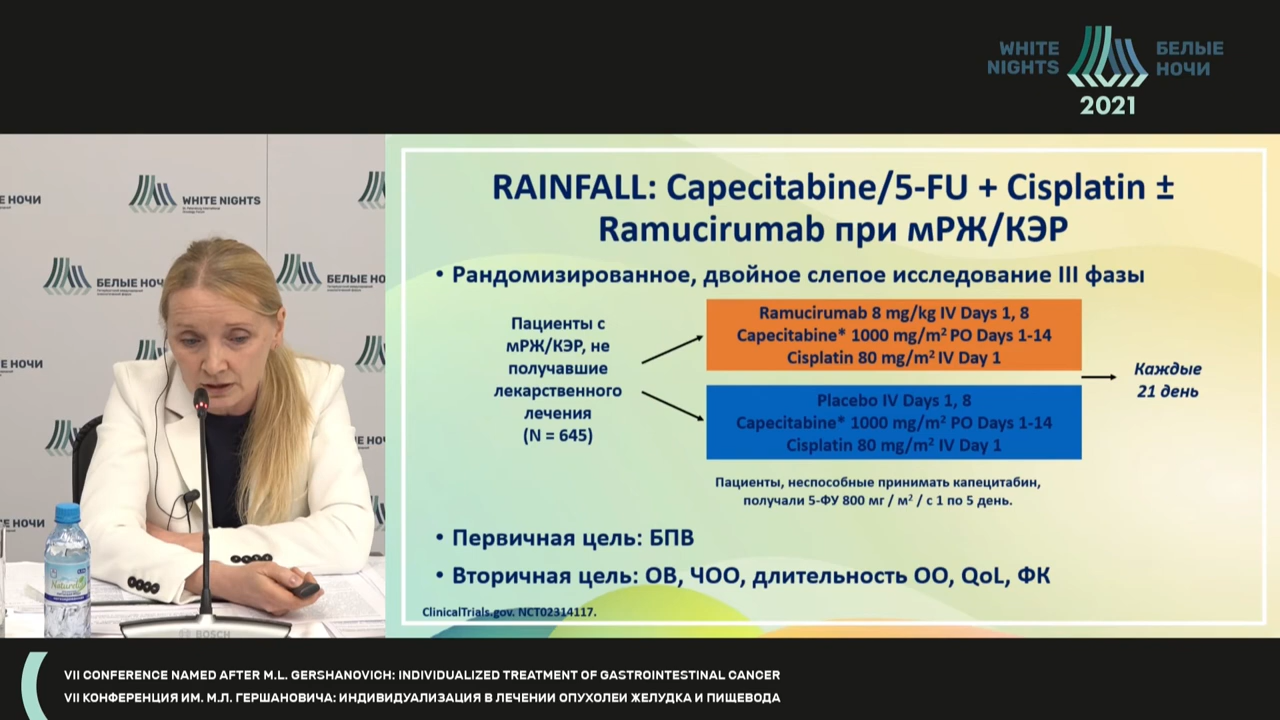 WHITE
NIGHTS
БЕЛЫЕ
НОЧИ
2021
Е НОЧИ
WHITE NIGHTS
БЕЛЫЕ НОЧ
БЕЛЫЕ НО
Е НОЧИ
RAINFALL: Capecitabine/5-FU + Cisplatin ±
Ramucirumab при мРЖ/КЭР
• Рандомизированное, двойное слепое исследование III фазы
Пациенты с
мРЖ/КЭР, не
получавшие
лекарственного
лечения
(N = 645)
Ramucirumab 8 mg/kg IV Days 1, 8
Capecitabine* 1000 mg/m² PO Days 1-14
Cisplatin 80 mg/m² IV Day 1
Placebo IV Days 1, 8
Capecitabine* 1000 mg/m² PO Days 1-14
Cisplatin 80 mg/m² IV Day 1
Каждые
21 день
Пациенты, неспособные принимать капецитабин,
получали 5-ФУ 800 мг / м² / с 1 по 5 день.
• Первичная цель: БПВ
• Вторичная цель: ОВ, ЧОО, длительность ОО, QoL, ФК
ClinicalTrials.gov. NCT02314117.
BOSCH
VII CONFERENCE NAMED AFTER M.L. GERSHANOVICH: INDIVIDUALIZED TREATMENT OF GASTROINTESTINAL CANCER
VII КОНФЕРЕНЦИЯ ИМ. М.Л. ГЕРШАНОВИЧА: ИНДИВИДУАЛИЗАЦИЯ В ЛЕЧЕНИИ ОПУХОЛЕИ ЖЕЛУДКА И ПИЩЕВОДА